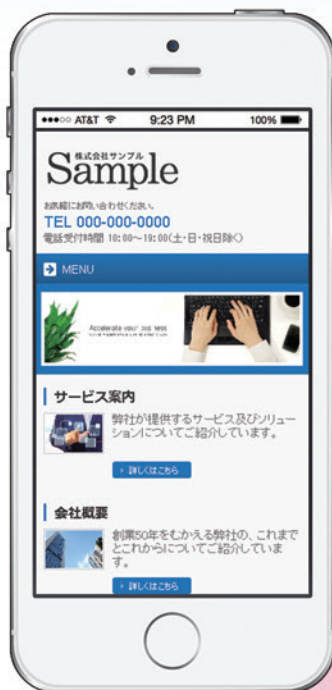 ●●●○○ AT&T 9:23 PM 100%
株式会社サンプル
Sample
お気軽にお問い合わせください。
TEL 000-000-0000
電話受付時間 10:00～19:00(土・日・祝日除く)
MENU
Accelerate your business
サービス案内
弊社が提供するサービス及びソリュー
ションについてご紹介しています。
› 詳しくはこちら
会社概要
創業50年をむかえる弊社の、これまで
とこれからについてご紹介していま
す。
› 詳しくはこちら